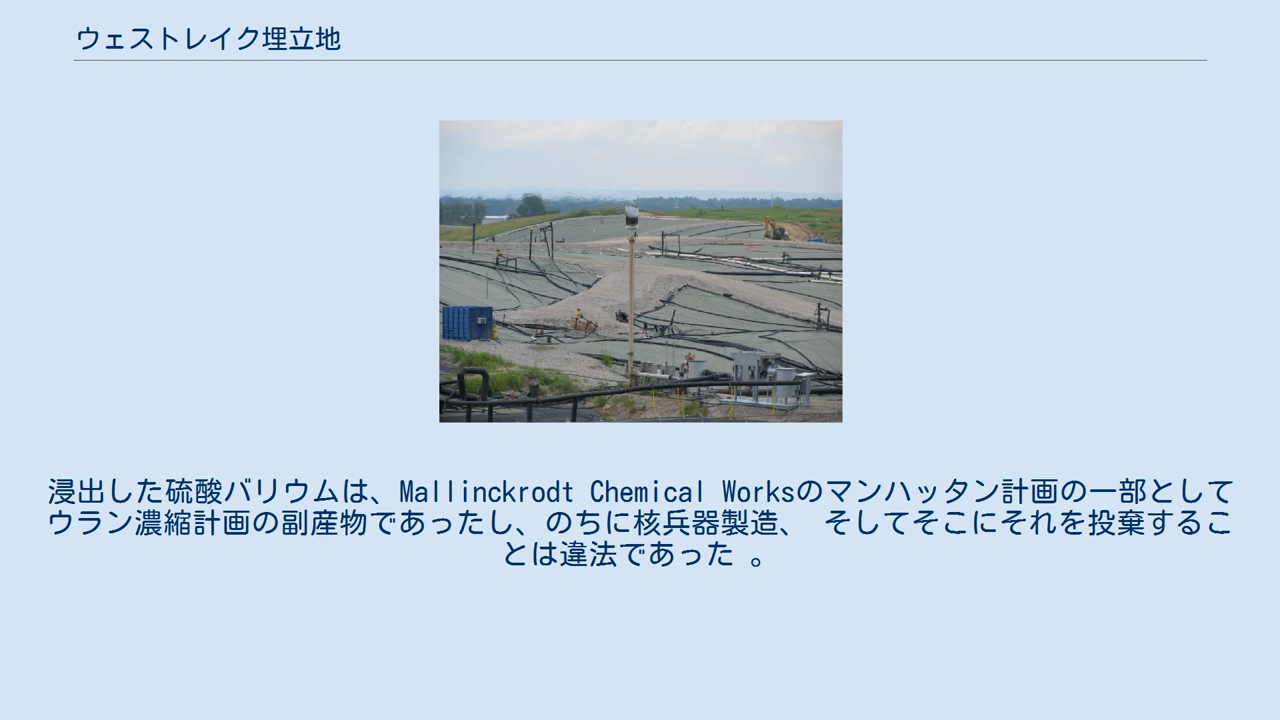 ウェストレイク埋立地
浸出した硫酸バリウムは、Mallinckrodt Chemical Worksのマンハッタン計画の一部として
ウラン濃縮計画の副産物であったし、のちに核兵器製造、 そしてそこにそれを投棄するこ
とは違法であった 。